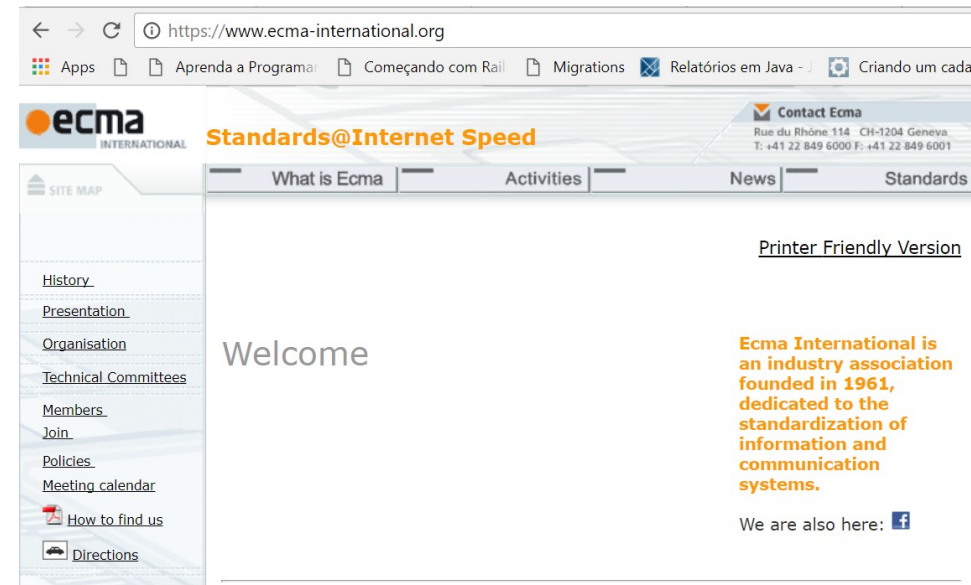 https://www.ecma-international.org
Apps Aprenda a Programar Começando com Rail Migrations Relatórios em Java - J Criando um cada
ecma
INTERNATIONAL
Standards@Internet Speed
Contact Ecma
Rue du Rhône 114 CH-1204 Geneva
T: +41 22 849 6000 F: +41 22 849 6001
SITE MAP
What is Ecma Activities News Standards
Printer Friendly Version
History
Presentation
Organisation
Technical Committees
Members
Join
Policies
Meeting calendar
How to find us
Directions
Welcome
Ecma International is
an industry association
founded in 1961,
dedicated to the
standardization of
information and
communication
systems.
We are also here: